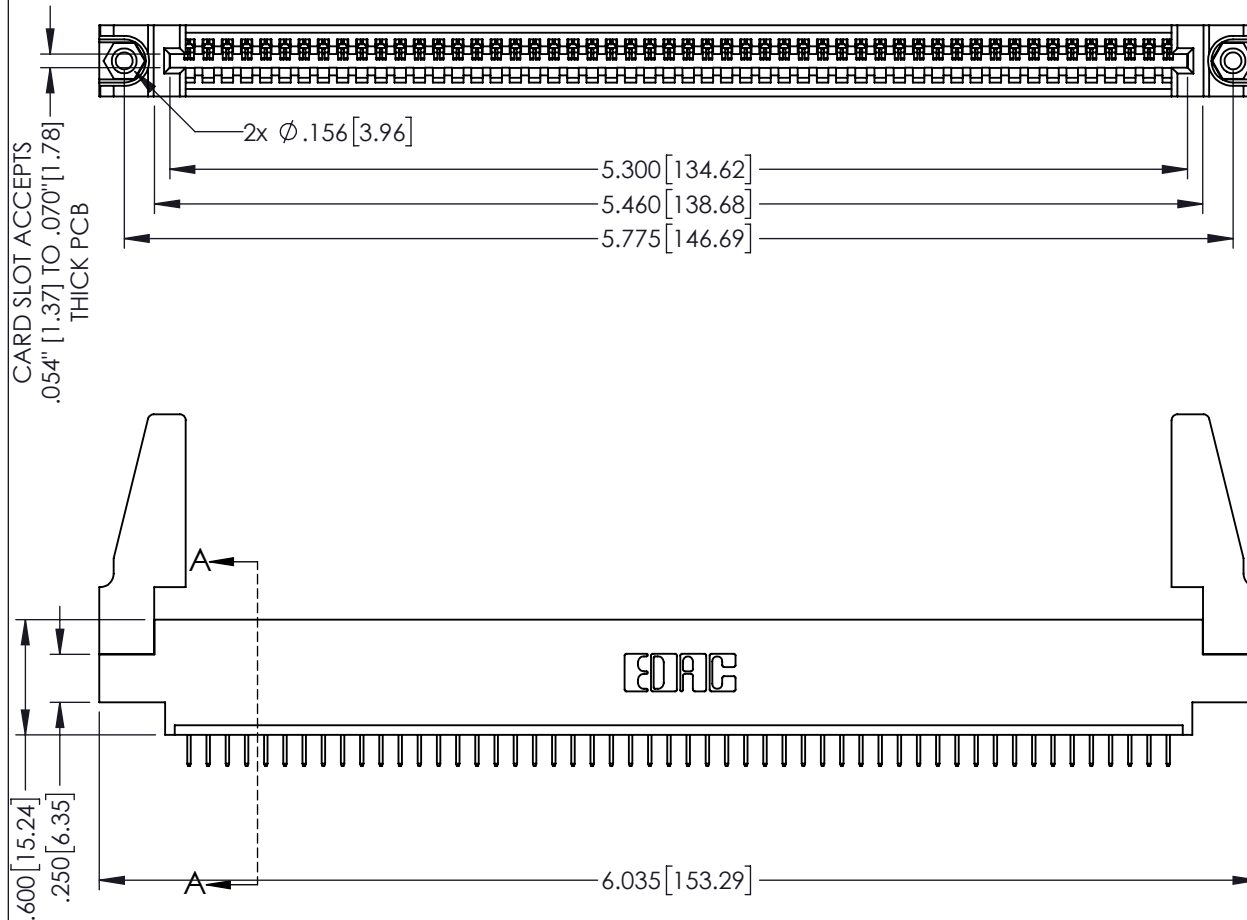 2x Ø .156[3.96]
5.300[134.62]
5.460[138.68]
5.775[146.69]
CARD SLOT ACCEPTS
.054" [1.37] TO .070"[1.78]
THICK PCB
A
EDAC
.600[15.24]
.250[6.35]
A
6.035[153.29]